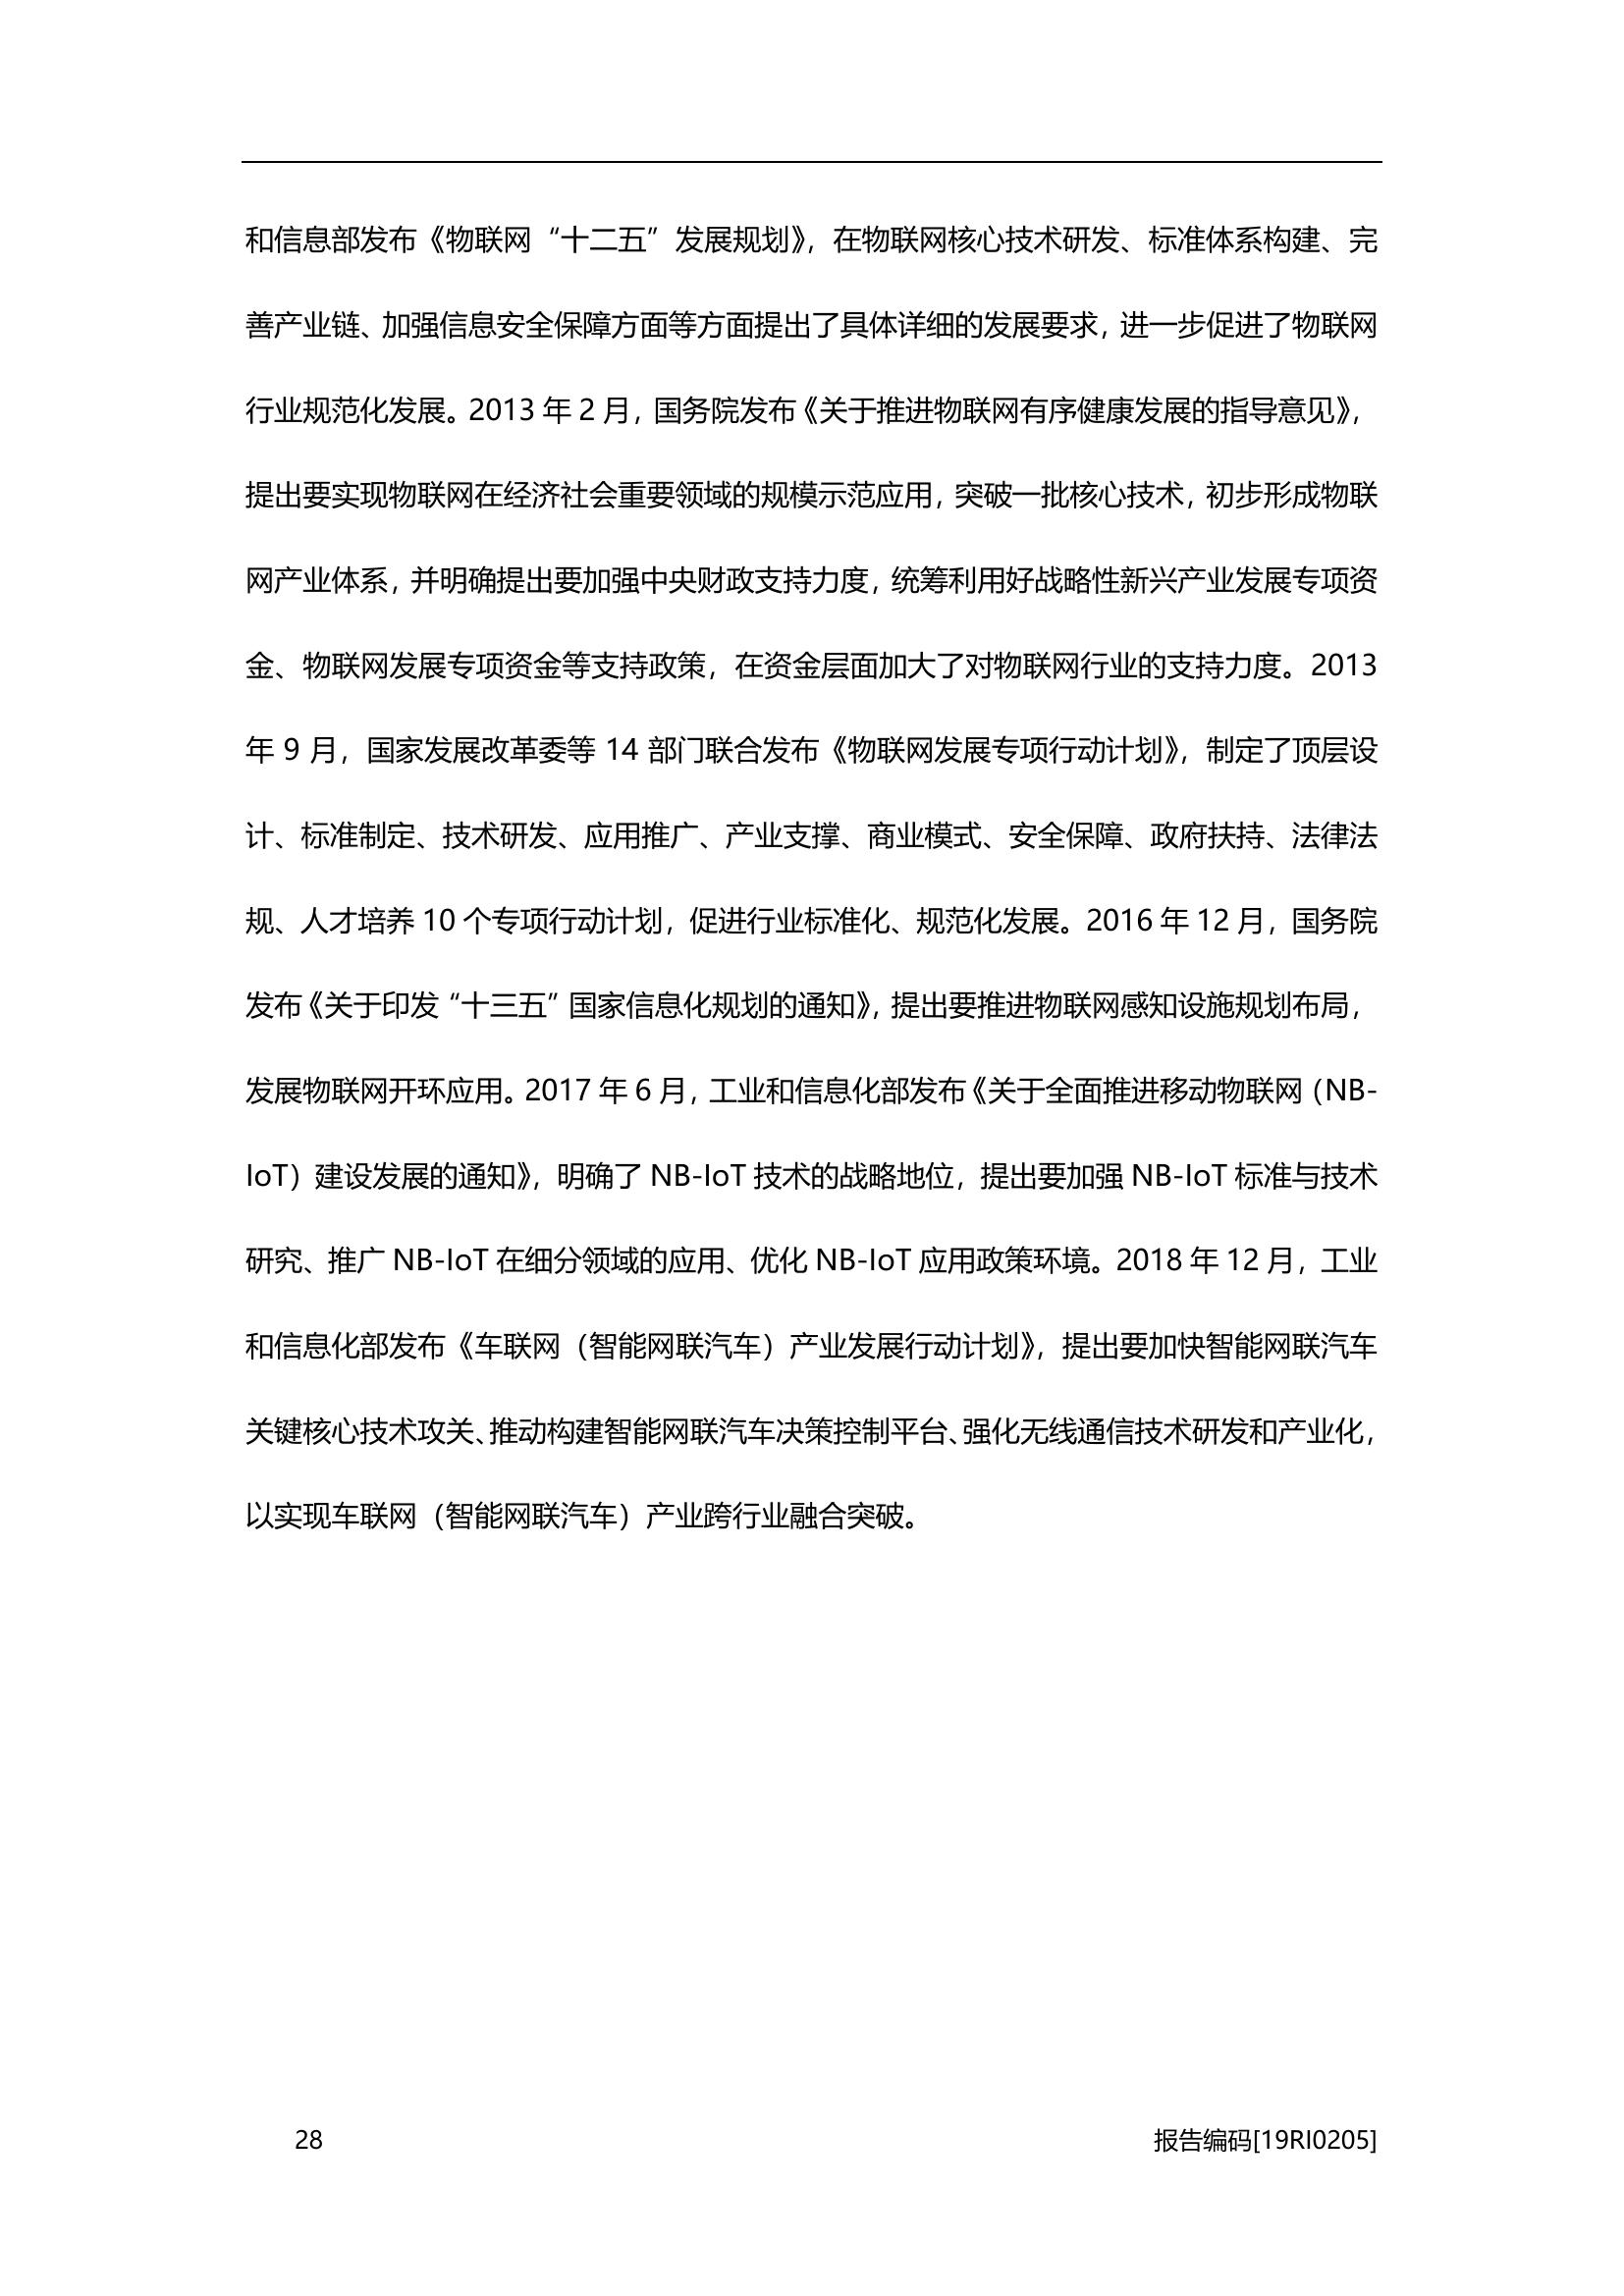 和信息部发布《物联网“十二五”发展规划》，在物联网核心技术研发、标准体系构建、完
善产业链、加强信息安全保障方面等方面提出了具体详细的发展要求，进一步促进了物联网
行业规范化发展。2013 年 2 月，国务院发布《关于推进物联网有序健康发展的指导意见》，
提出要实现物联网在经济社会重要领域的规模示范应用，突破一批核心技术，初步形成物联
网产业体系，并明确提出要加强中央财政支持力度，统筹利用好战略性新兴产业发展专项资
金、物联网发展专项资金等支持政策，在资金层面加大了对物联网行业的支持力度。2013
年 9 月，国家发展改革委等 14 部门联合发布《物联网发展专项行动计划》，制定了顶层设
计、标准制定、技术研发、应用推广、产业支撑、商业模式、安全保障、政府扶持、法律法
规、人才培养 10 个专项行动计划，促进行业标准化、规范化发展。2016 年 12 月，国务院
发布《关于印发“十三五”国家信息化规划的通知》，提出要推进物联网感知设施规划布局，
发展物联网开环应用。2017 年 6 月，工业和信息化部发布《关于全面推进移动物联网（NB-
IoT）建设发展的通知》，明确了 NB-IoT 技术的战略地位，提出要加强 NB-IoT 标准与技术
研究、推广 NB-IoT 在细分领域的应用、优化 NB-IoT 应用政策环境。2018 年 12 月，工业
和信息化部发布《车联网（智能网联汽车）产业发展行动计划》，提出要加快智能网联汽车
关键核心技术攻关、推动构建智能网联汽车决策控制平台、强化无线通信技术研发和产业化，
以实现车联网（智能网联汽车）产业跨行业融合突破。
28 报告编码[19RI0205]